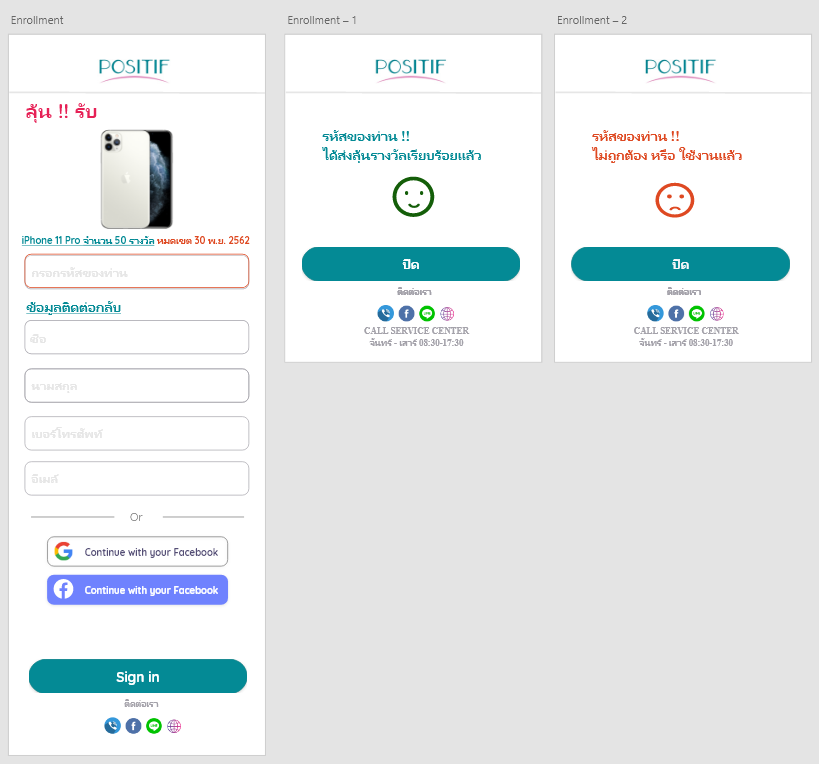 Enrollment
POSITIF
ลุ้น !! รับ
iPhone 11 Pro จำนวน 50 รางวัล หมดเขต 30 พ.ย. 2562
กรอกรหัสของท่าน
ข้อมูลติดต่อกลับ
ชื่อ
นามสกุล
เบอร์โทรศัพท์
อีเมล์
Or
Continue with your Facebook
Continue with your Facebook
Sign in
ติดต่อเรา
Enrollment – 1
POSITIF
รหัสของท่าน !!
ได้ส่งลุ้นรางวัลเรียบร้อยแล้ว
ปิด
ติดต่อเรา
CALL SERVICE CENTER
จันทร์ - เสาร์ 08:30-17:30
Enrollment – 2
POSITIF
รหัสของท่าน !!
ไม่ถูกต้อง หรือ ใช้งานแล้ว
ปิด
ติดต่อเรา
CALL SERVICE CENTER
จันทร์ - เสาร์ 08:30-17:30